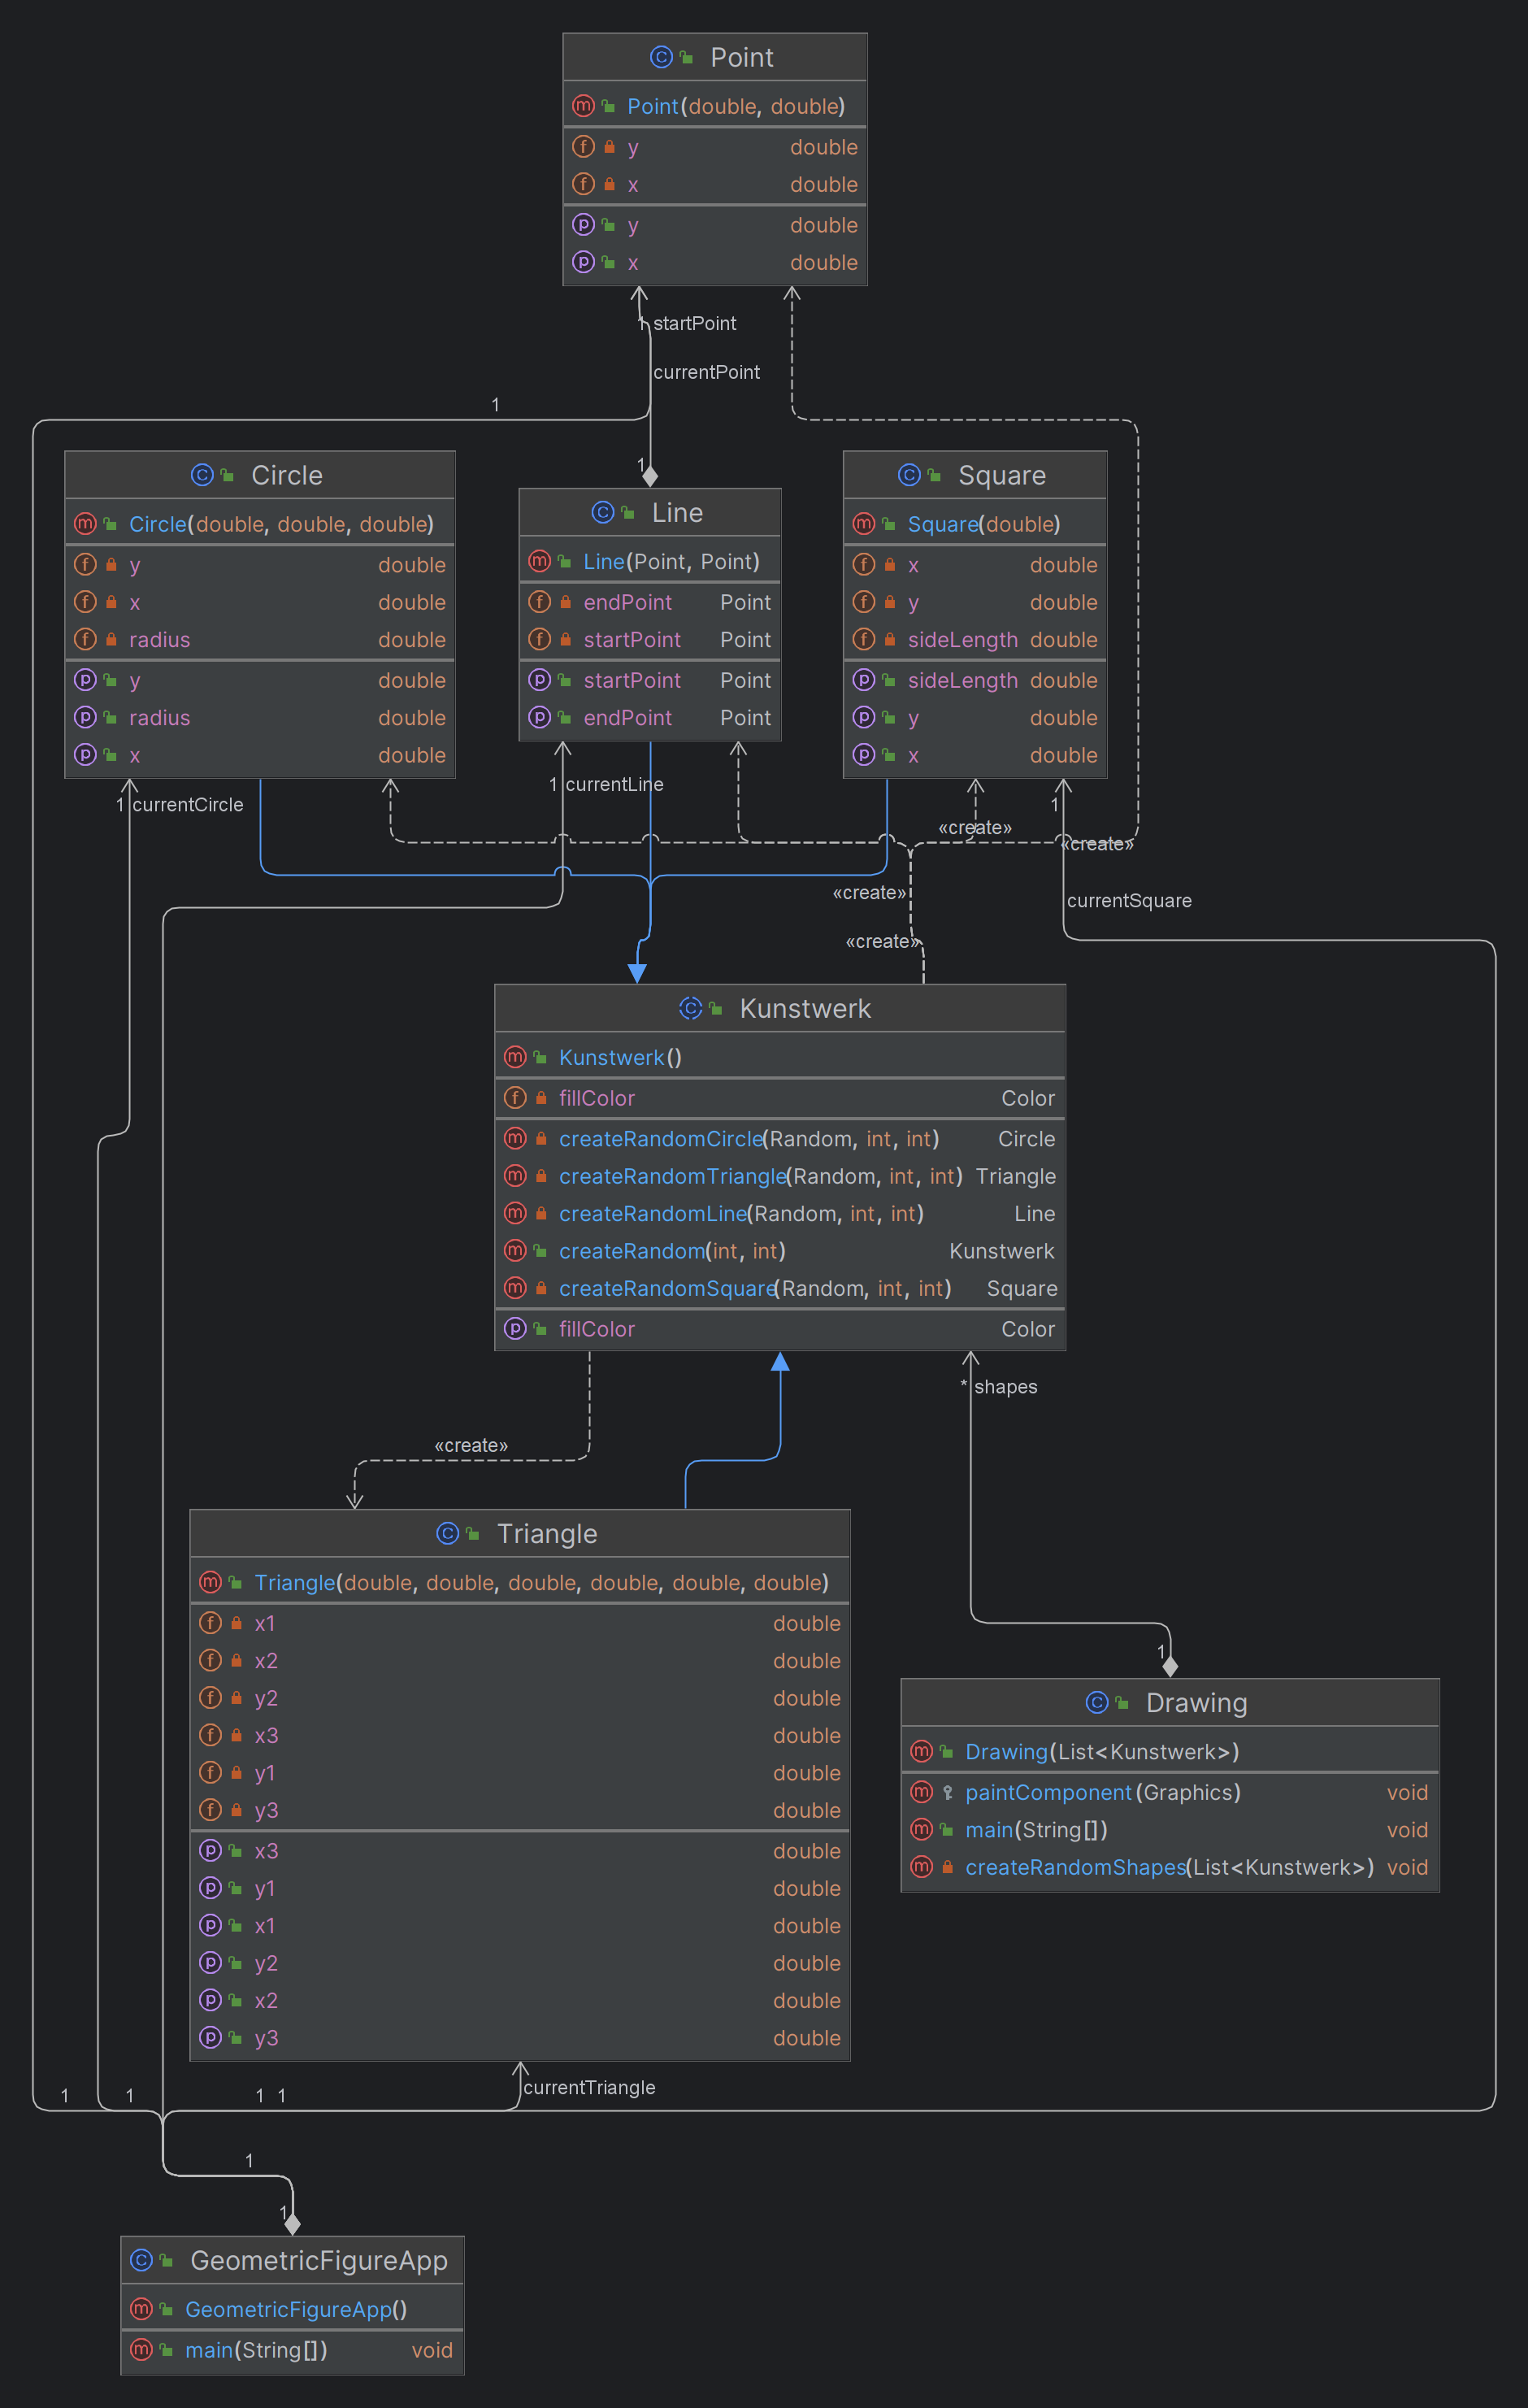 Point
Point(double, double)
y double
x double
y double
x double
1 startPoint
currentPoint
1
1
Circle
Circle(double, double, double)
y double
x double
radius double
y double
radius double
x double
Line
Line(Point, Point)
endPoint Point
startPoint Point
startPoint Point
endPoint Point
Square
Square(double)
x double
y double
sideLength double
sideLength double
y double
x double
1 currentCircle
1 currentLine
1
«create»
«create»
«create»
currentSquare
«create»
Kunstwerk
Kunstwerk()
fillColor Color
createRandomCircle(Random, int, int) Circle
createRandomTriangle(Random, int, int) Triangle
createRandomLine(Random, int, int) Line
createRandom(int, int) Kunstwerk
createRandomSquare(Random, int, int) Square
fillColor Color
* shapes
«create»
Triangle
Triangle(double, double, double, double, double, double)
x1 double
x2 double
y2 double
x3 double
y1 double
y3 double
x3 double
y1 double
x1 double
y2 double
x2 double
y3 double
1
Drawing
Drawing(List<Kunstwerk>)
paintComponent(Graphics) void
main(String[]) void
createRandomShapes(List<Kunstwerk>) void
currentTriangle
1 1 1 1
1
1
GeometricFigureApp
GeometricFigureApp()
main(String[]) void